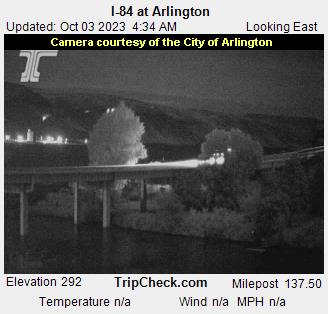 I-84 at Arlington
Updated: Oct 03 2023 4:34 AM Looking East
Camera courtesy of the City of Arlington
Elevation 292 TripCheck.com Milepost 137.50
Temperature n/a Wind n/a MPH n/a